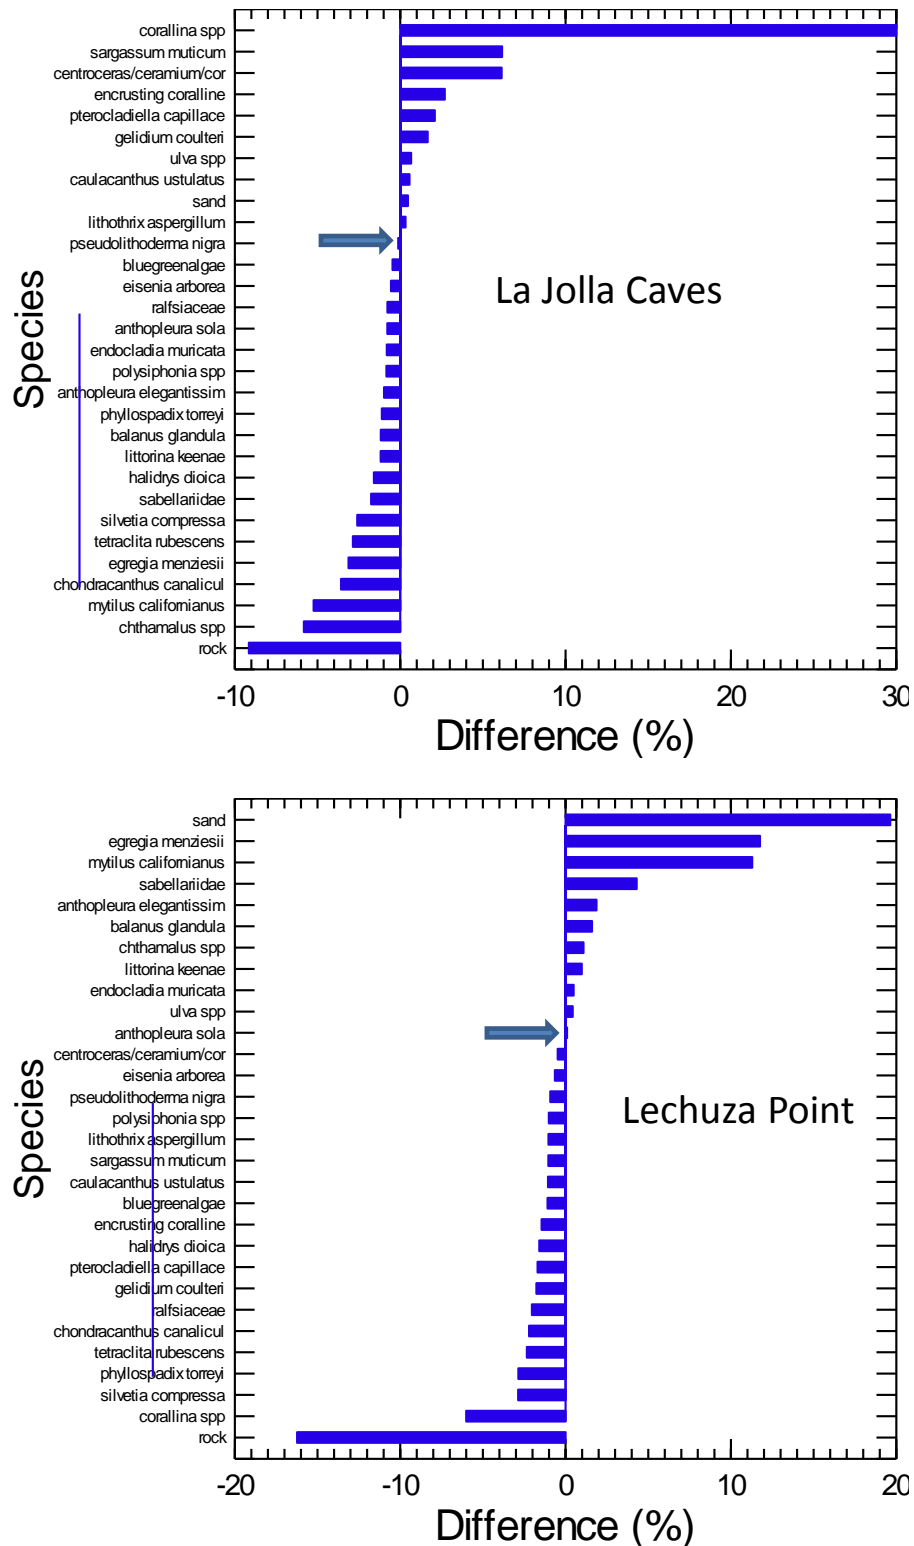 corallina spp
sargassum muticum
centroceras/ceramium/cor
encrusting coralline
pterocladiella capillace
gelidium coulteri
ulva spp
caulacanthus ustulatus
sand
lithothrix aspergillum
pseudolithoderma nigra
bluegreenalgae
eisenia arborea
ralfsiaceae
anthopleura sola
endocladia muricata
polysiphonia spp
anthopleura elegantissim
phyllospadix torreyi
balanus glandula
littorina keenae
halidrys dioica
sabellariidae
silvetia compressa
tetraclita rubescens
egregia menziesii
chondracanthus canalicul
mytilus californianus
chthamalus spp
rock
Species
La Jolla Caves
-10 0 10 20 30
Difference (%)
sand
egregia menziesii
mytilus californianus
sabellariidae
anthopleura elegantissim
balanus glandula
chthamalus spp
littorina keenae
endocladia muricata
ulva spp
anthopleura sola
centroceras/ceramium/cor
eisenia arborea
pseudolithoderma nigra
polysiphonia spp
lithothrix aspergillum
sargassum muticum
caulacanthus ustulatus
bluegreenalgae
encrusting coralline
halidrys dioica
pterocladiella capillace
gelidium coulteri
ralfsiaceae
chondracanthus canalicul
tetraclita rubescens
phyllospadix torreyi
silvetia compressa
corallina spp
rock
Species
Lechuza Point
-20 -10 0 10 20
Difference (%)